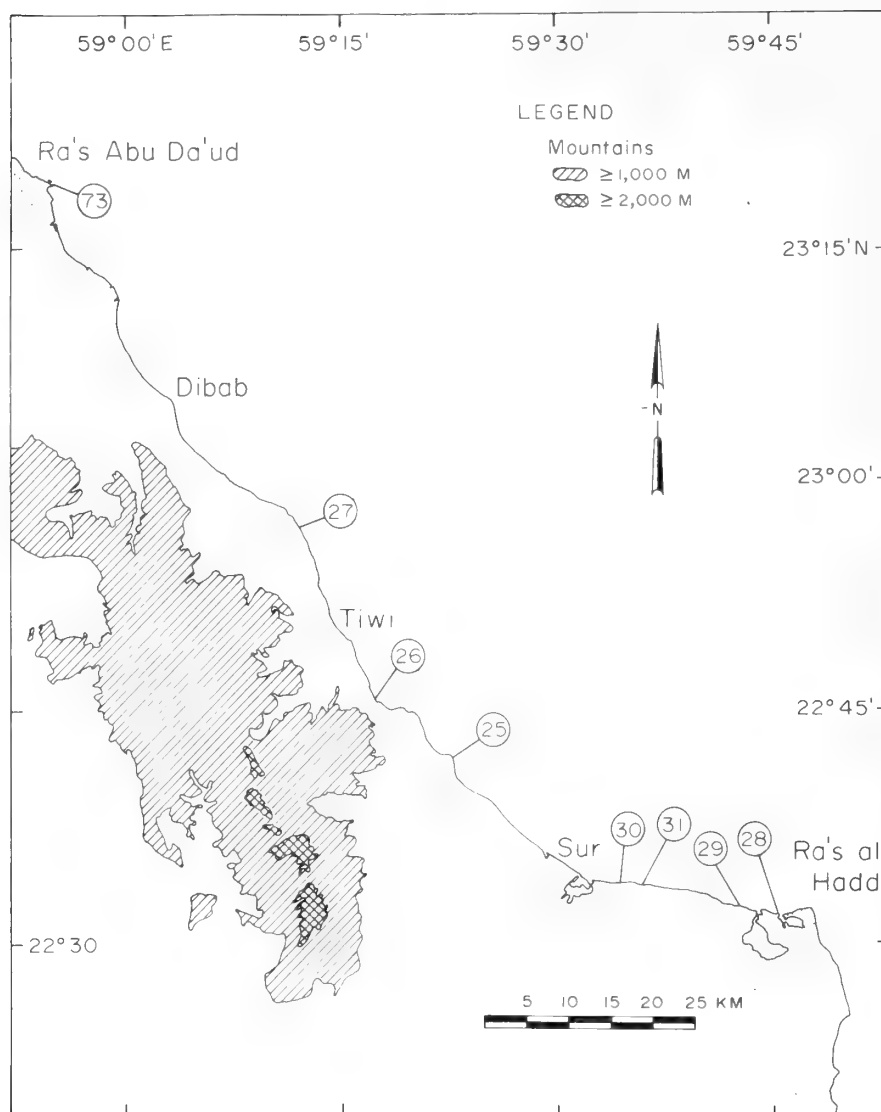 59°00'E 59°15' 59°30' 59°45'
LEGEND
Mountains
≥1,000 M
≥2,000 M
Ra's Abu Da'ud
73
23°15'N
Dibab
N
23°00'
27
Tiwi
26
22°45'
25
Sur
30
31
29
28
Ra's al
Hadd
22°30
5 10 15 20 25 KM